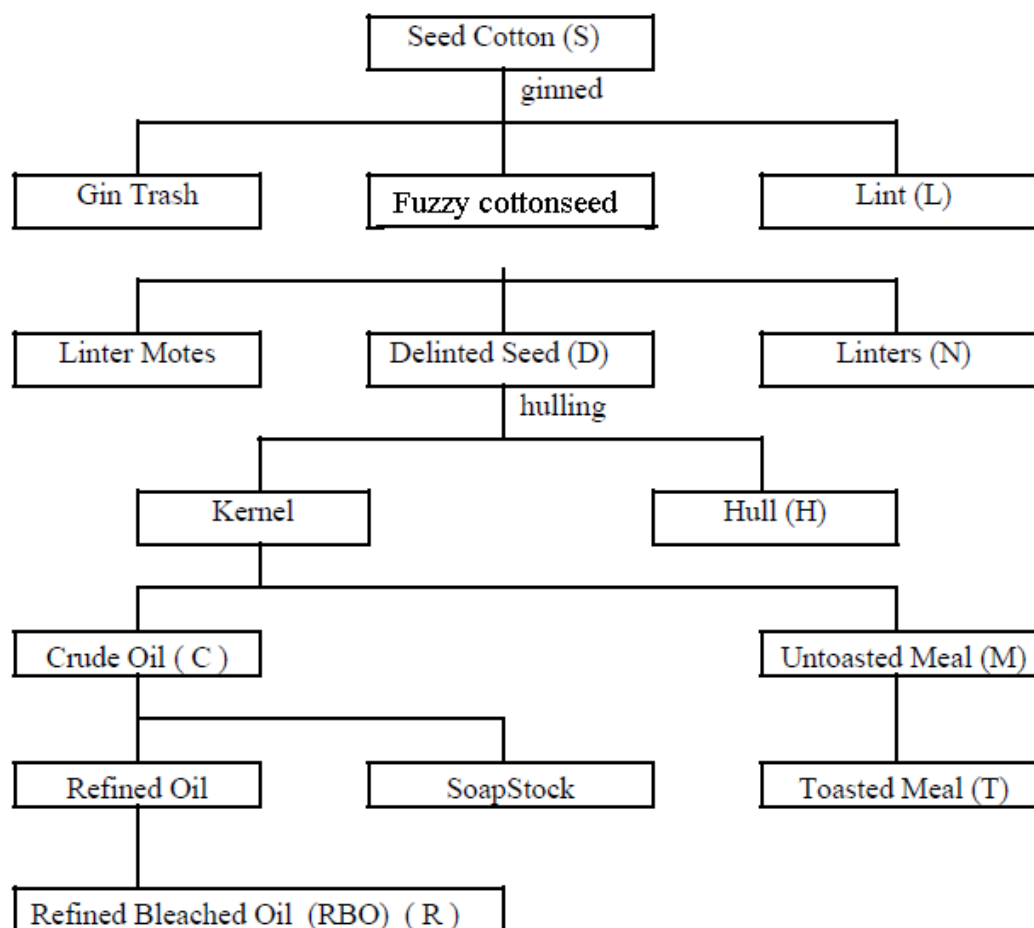 Seed Cotton (S)
ginned
Gin Trash
Fuzzy cottonseed
Lint (L)
Linter Motes
Delinted Seed (D)
Linters (N)
hulling
Kernel
Hull (H)
Crude Oil ( C )
Untoasted Meal (M)
Refined Oil
SoapStock
Toasted Meal (T)
Refined Bleached Oil (RBO) ( R )